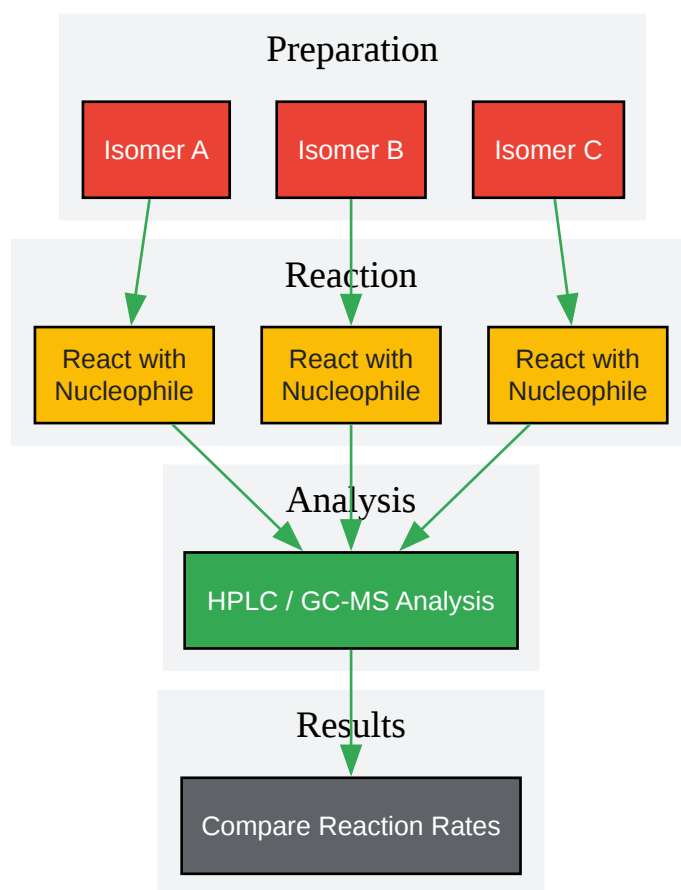 Preparation
Isomer A
Isomer B
Isomer C
Reaction
React with
Nucleophile
React with
Nucleophile
React with
Nucleophile
Analysis
HPLC / GC-MS Analysis
Results
Compare Reaction Rates